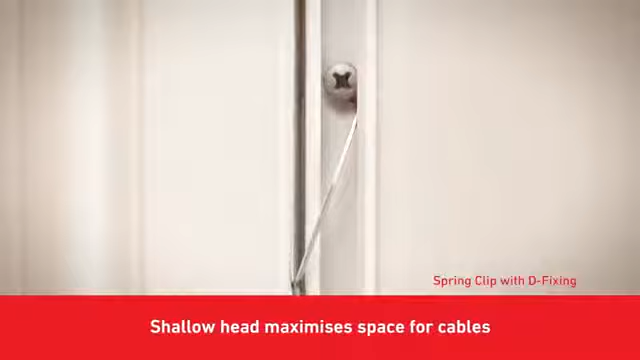 Spring Clip with D-Fixing
Shallow head maximises space for cables